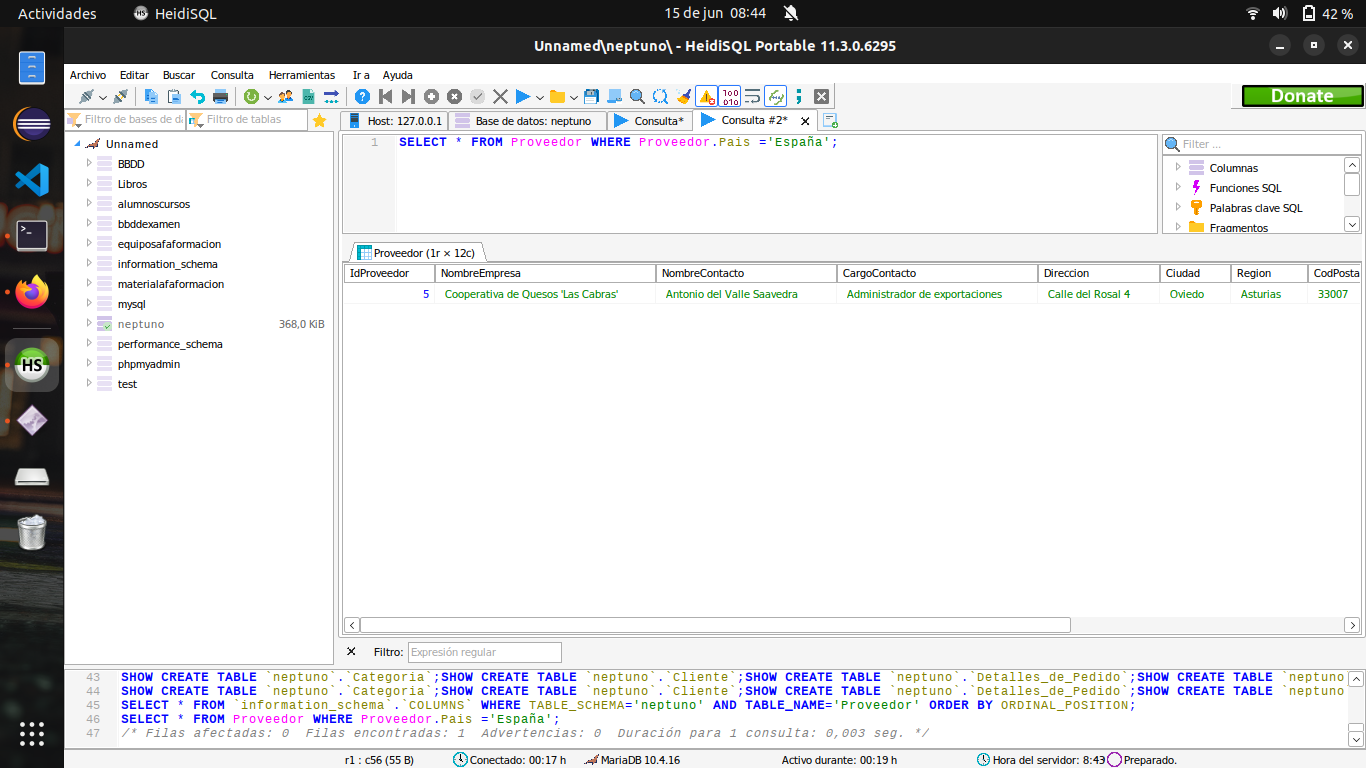 Actividades
HeidiSQL
15 de jun 08:44
42 %
Unnamed\neptuno\ - HeidiSQL Portable 11.3.0.6295
Archivo Editar Buscar Consulta Herramientas Ir a Ayuda
Donate
Filtro de bases de da
Filtro de tablas
Host: 127.0.0.1
Base de datos: neptuno
Consulta*
Consulta #2*
Unnamed
BBDD
Libros
alumnoscursos
bbddexamen
equiposafaformacion
information_schema
materialafaformacion
mysql
neptuno 368,0 KiB
performance_schema
phpmyadmin
test
1 SELECT * FROM Proveedor WHERE Proveedor.Pais ='España';
Filtrer ...
Columnas
Funciones SQL
Palabras clave SQL
Fragmentos
Proveedor (1r × 12c)
IdProveedor NombreEmpresa NombreContacto CargoContacto Direccion Ciudad Region CodPosta
5 Cooperativa de Quesos 'Las Cabras' Antonio del Valle Saavedra Administrador de exportaciones Calle del Rosal 4 Oviedo Asturias 33007
Filtro: Expresión regular
43 SHOW CREATE TABLE `neptuno`.`Categoria`;SHOW CREATE TABLE `neptuno`.`Cliente`;SHOW CREATE TABLE `neptuno`.`Detalles_de_Pedido`;SHOW CREATE TABLE `neptuno
44 SHOW CREATE TABLE `neptuno`.`Categoria`;SHOW CREATE TABLE `neptuno`.`Cliente`;SHOW CREATE TABLE `neptuno`.`Detalles_de_Pedido`;SHOW CREATE TABLE `neptuno
45 SELECT * FROM `information_schema`.`COLUMNS` WHERE TABLE_SCHEMA='neptuno' AND TABLE_NAME='Proveedor' ORDER BY ORDINAL_POSITION;
46 SELECT * FROM Proveedor WHERE Proveedor.Pais ='España';
47 /* Filas afectadas: 0 Filas encontradas: 1 Advertencias: 0 Duración para 1 consulta: 0,003 seg. */
r1 : c56 (55 B)
Conectado: 00:17 h
MariaDB 10.4.16
Activo durante: 00:19 h
Hora del servidor: 8:43
Preparado.